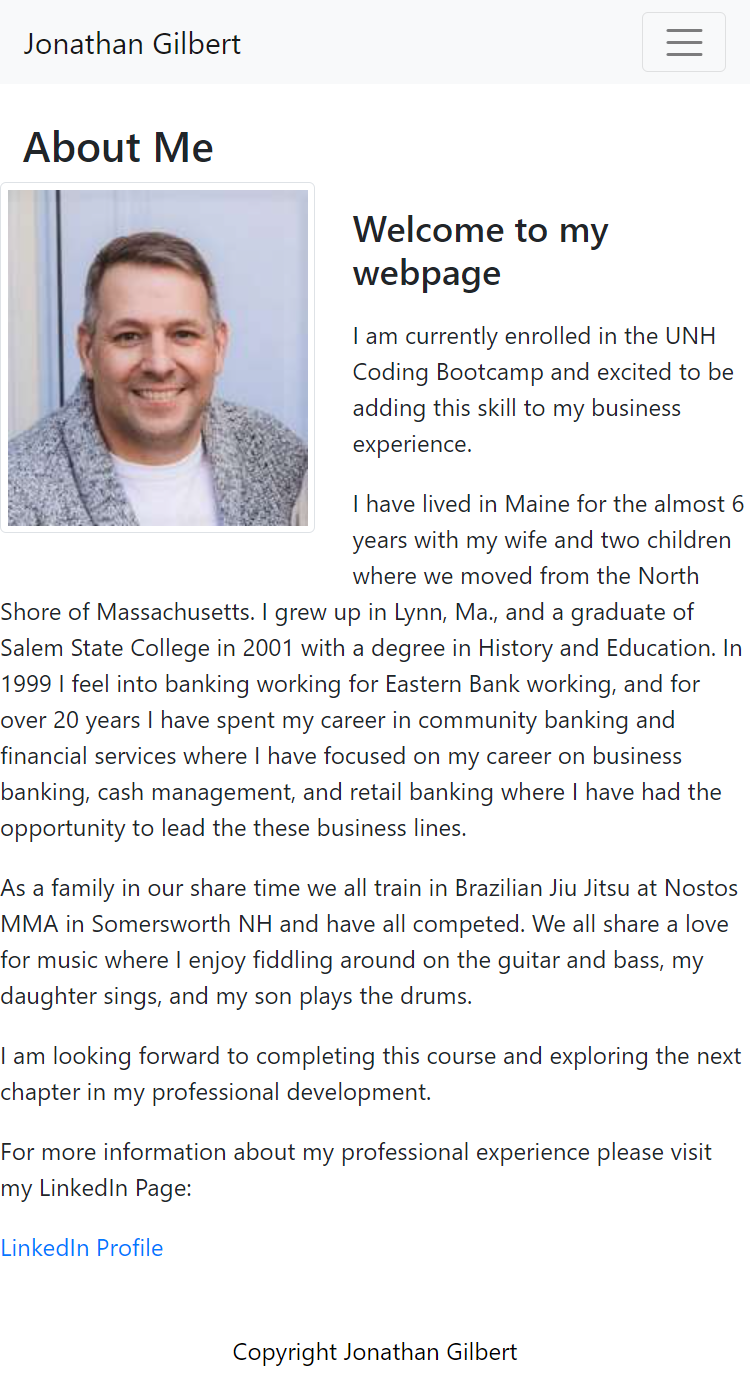 Jonathan Gilbert
About Me
Welcome to my
webpage
I am currently enrolled in the UNH
Coding Bootcamp and excited to be
adding this skill to my business
experience.
I have lived in Maine for the almost 6
years with my wife and two children
where we moved from the North
Shore of Massachusetts. I grew up in Lynn, Ma., and a graduate of
Salem State College in 2001 with a degree in History and Education. In
1999 I feel into banking working for Eastern Bank working, and for
over 20 years I have spent my career in community banking and
financial services where I have focused on my career on business
banking, cash management, and retail banking where I have had the
opportunity to lead the these business lines.
As a family in our share time we all train in Brazilian Jiu Jitsu at Nostos
MMA in Somersworth NH and have all competed. We all share a love
for music where I enjoy fiddling around on the guitar and bass, my
daughter sings, and my son plays the drums.
I am looking forward to completing this course and exploring the next
chapter in my professional development.
For more information about my professional experience please visit
my LinkedIn Page:
LinkedIn Profile
Copyright Jonathan Gilbert